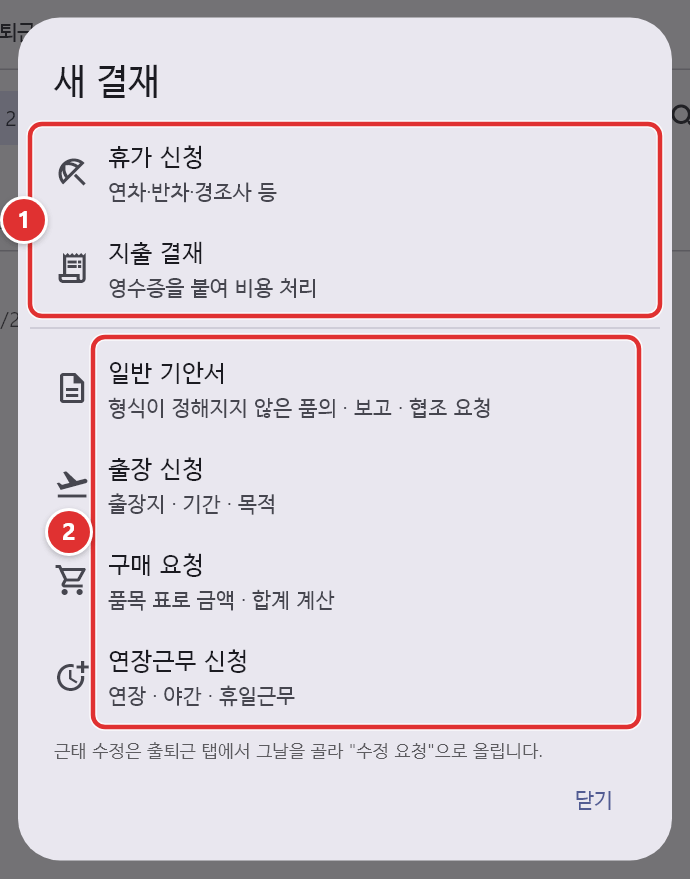 퇴근
새 결재
2
휴가 신청
연차·반차·경조사 등
1
지출 결재
영수증을 붙여 비용 처리
/2
일반 기안서
형식이 정해지지 않은 품의 · 보고 · 협조 요청
출장 신청
출장지 · 기간 · 목적
2
구매 요청
품목 표로 금액 · 합계 계산
연장근무 신청
연장 · 야간 · 휴일근무
근태 수정은 출퇴근 탭에서 그날을 골라 "수정 요청"으로 올립니다.
닫기